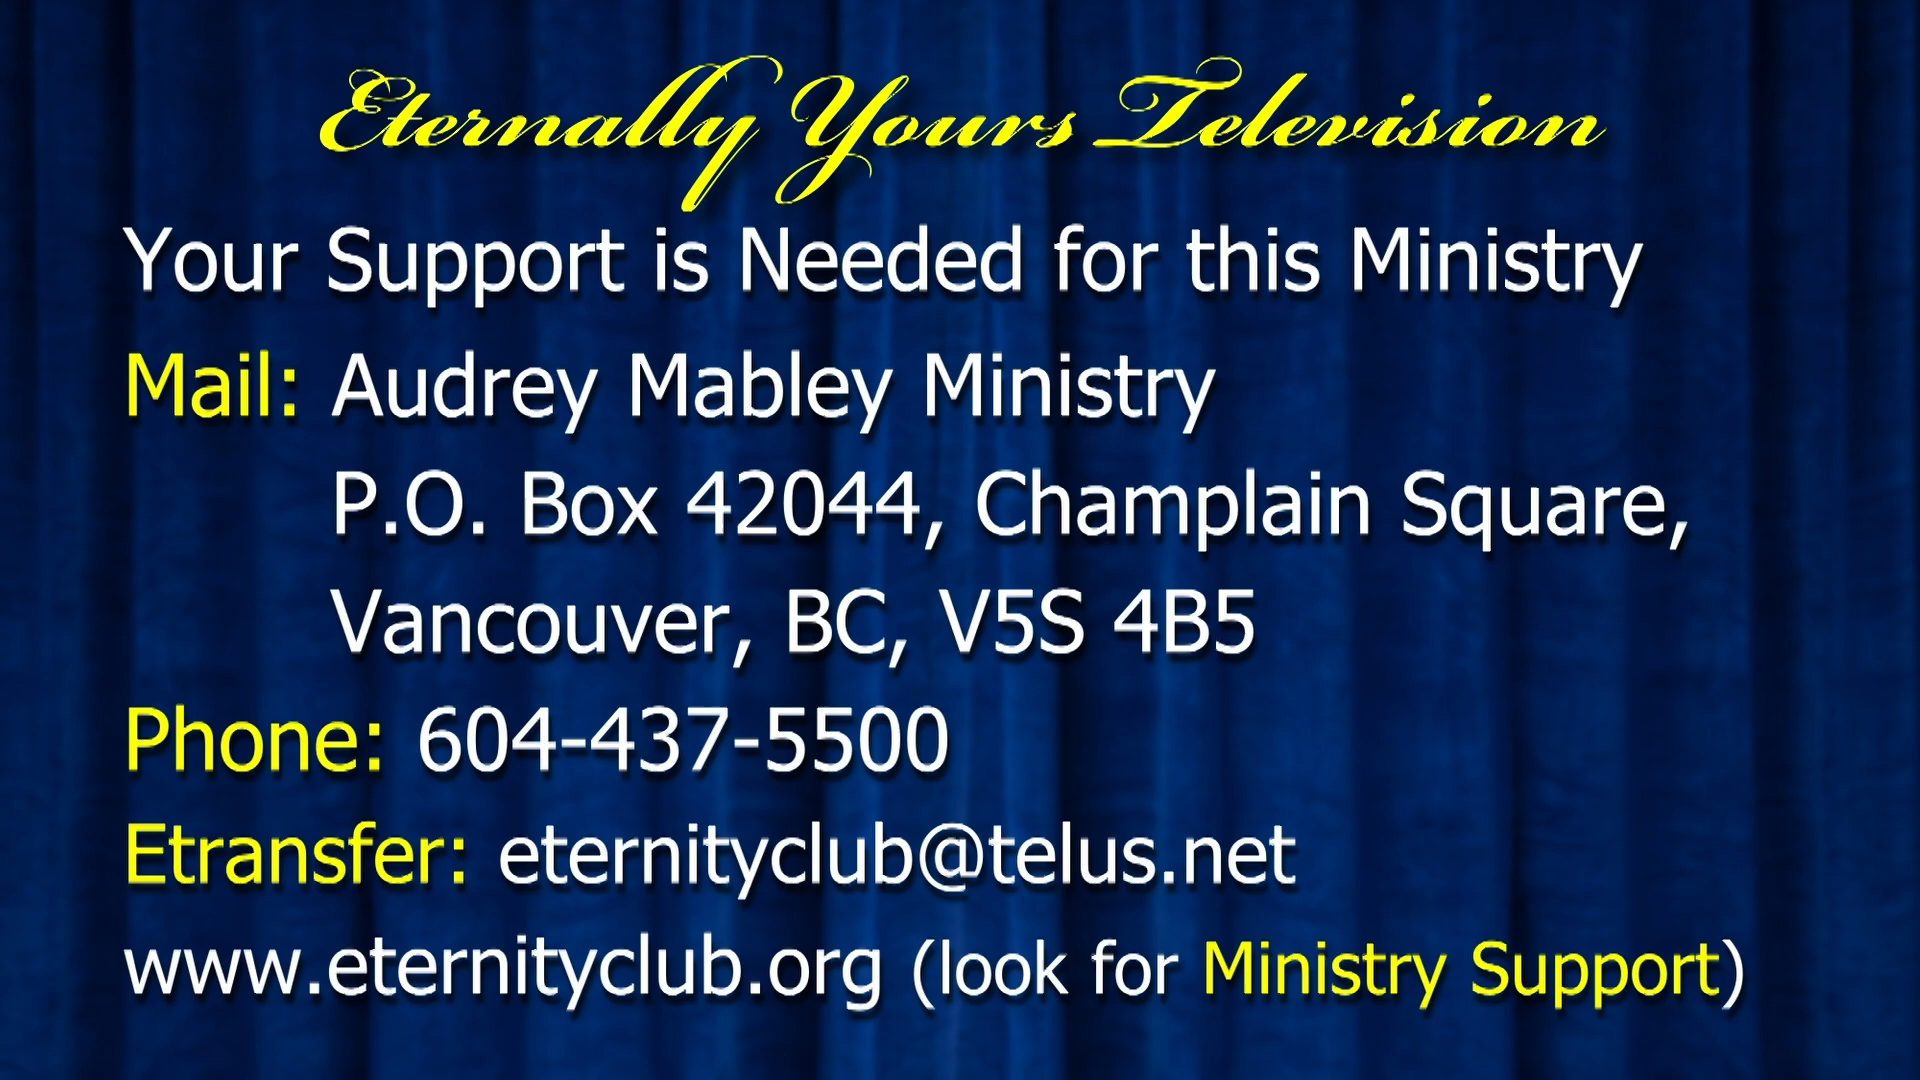 Eternally Yours Television
Your Support is Needed for this Ministry
Mail: Audrey Mabley Ministry
P.O. Box 42044, Champlain Square,
Vancouver, BC, V5S 4B5
Phone: 604-437-5500
Etransfer: eternityclub@telus.net
www.eternityclub.org (look for Ministry Support)